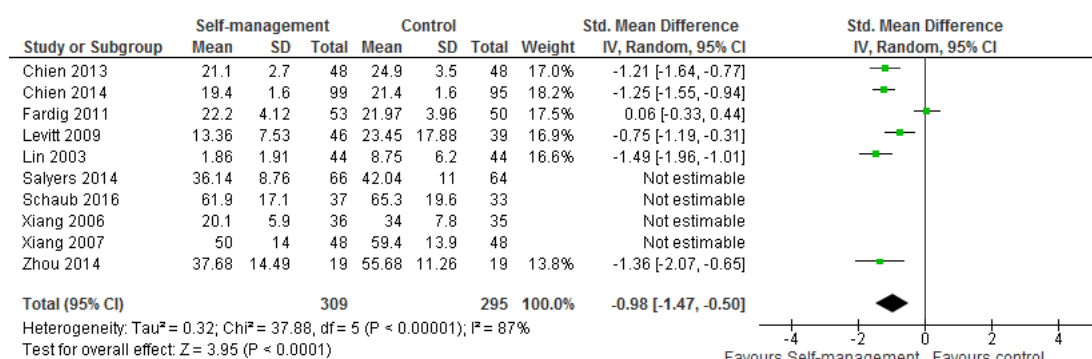 Self-management Control Std. Mean Difference Std. Mean Difference
Study or Subgroup Mean SD Total Mean SD Total Weight IV, Random, 95% CI IV, Random, 95% CI
Chien 2013 21.1 2.7 48 24.9 3.5 48 17.0% -1.21 [-1.64, -0.77]
Chien 2014 19.4 1.6 99 21.4 1.6 95 18.2% -1.25 [-1.55, -0.94]
Fardig 2011 22.2 4.12 53 21.97 3.96 50 17.5% 0.06 [-0.33, 0.44]
Levitt 2009 13.36 7.53 46 23.45 17.88 39 16.9% -0.75 [-1.19, -0.31]
Lin 2003 1.86 1.91 44 8.75 6.2 44 16.6% -1.49 [-1.96, -1.01]
Salyers 2014 36.14 8.76 66 42.04 11 64 Not estimable
Schaub 2016 61.9 17.1 37 65.3 19.6 33 Not estimable
Xiang 2006 20.1 5.9 36 34 7.8 35 Not estimable
Xiang 2007 50 14 48 59.4 13.9 48 Not estimable
Zhou 2014 37.68 14.49 19 55.68 11.26 19 13.8% -1.36 [-2.07, -0.65]
Total (95% CI) 309 295 100.0% -0.98 [-1.47, -0.50]
Heterogeneity: Tau² = 0.32; Chi² = 37.88, df = 5 (P < 0.00001); I² = 87%
Test for overall effect: Z = 3.95 (P < 0.0001)
-4 -2 0 2 4
Favours Self-management Favours control